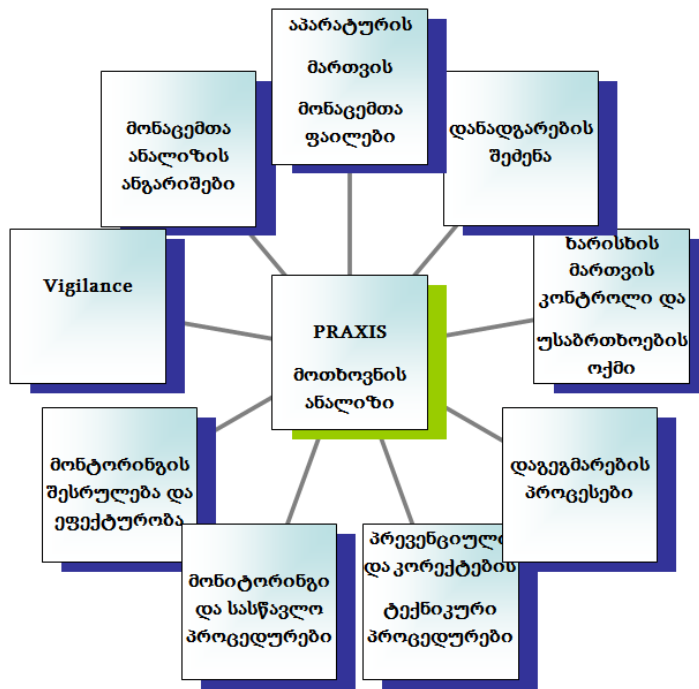 აპარატურის
მართვის
მონაცემთა
ფაილები
დანადგარების
შეძენა
ხარისხის
მართვის
კონტროლი და
უსაბრთხოების
ოქმი
დაგეგმარების
პროცესები
პრევენციული
და კორექტების
ტექნიკური
პროცედურები
მონიტორინგი
და სასწავლო
პროცედურები
მონტორინგის
შესრულება და
ეფექტურობა
Vigilance
მონაცემთა
ანალიზის
ანგარიშები
PRAXIS
მოთხოვნის
ანალიზი